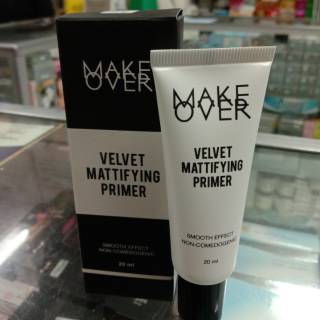 MAKE
OVER
VELVET
MATTIFYING
PRIMER
SMOOTH EFFECT
NON-COMEDOGENIC
20 ml
MAKE
OVER
VELVET
MATTIFYING
PRIMER
SMOOTH EFFECT
NON-COMEDOGENIC
20 ml